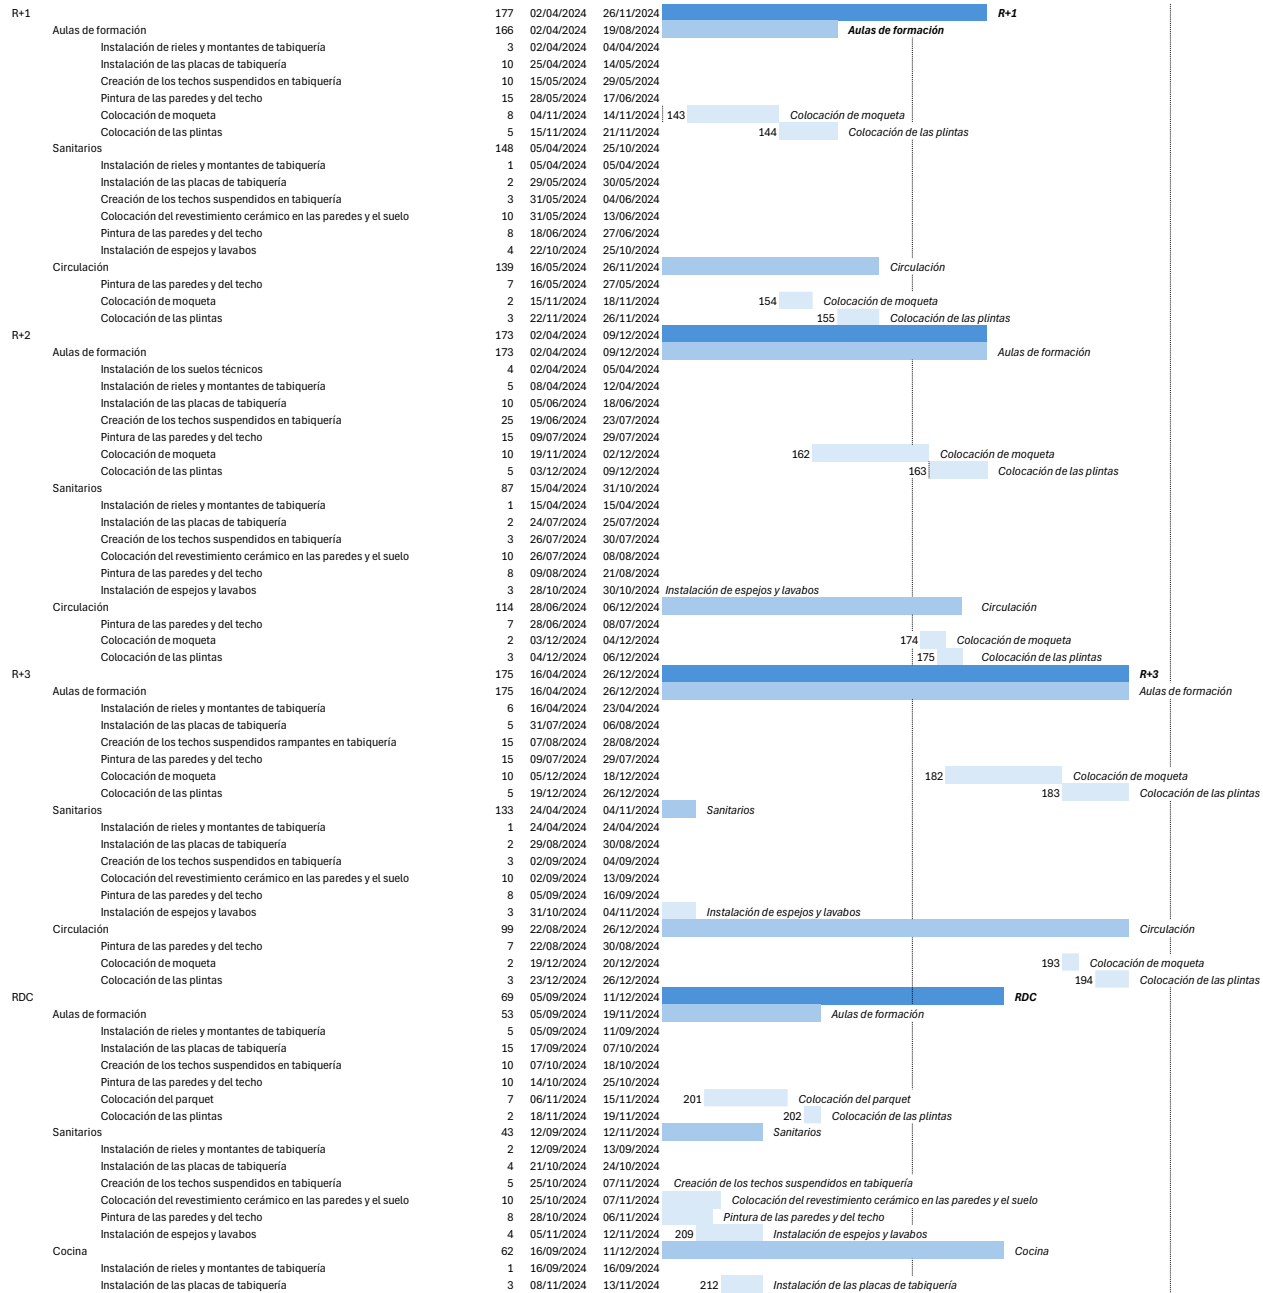 R+1 177 02/04/2024 26/11/2024 R+1
Aulas de formación 166 02/04/2024 19/08/2024 Aulas de formación
Instalación de rieles y montantes de tabiquería 3 02/04/2024 04/04/2024
Instalación de las placas de tabiquería 10 25/04/2024 14/05/2024
Creación de los techos suspendidos en tabiquería 10 15/05/2024 29/05/2024
Pintura de las paredes y del techo 15 28/05/2024 17/06/2024
Colocación de moqueta 8 04/11/2024 14/11/2024 143 Colocación de moqueta
Colocación de las plintas 5 15/11/2024 21/11/2024 144 Colocación de las plintas
Sanitarios 148 05/04/2024 25/10/2024
Instalación de rieles y montantes de tabiquería 1 05/04/2024 05/04/2024
Instalación de las placas de tabiquería 2 29/05/2024 30/05/2024
Creación de los techos suspendidos en tabiquería 3 31/05/2024 04/06/2024
Colocación del revestimiento cerámico en las paredes y el suelo 10 31/05/2024 13/06/2024
Pintura de las paredes y del techo 8 18/06/2024 27/06/2024
Instalación de espejos y lavabos 4 22/10/2024 25/10/2024
Circulación 139 16/05/2024 26/11/2024 Circulación
Pintura de las paredes y del techo 7 16/05/2024 27/05/2024
Colocación de moqueta 2 15/11/2024 18/11/2024 154 Colocación de moqueta
Colocación de las plintas 3 22/11/2024 26/11/2024 155 Colocación de las plintas
R+2 173 02/04/2024 09/12/2024
Aulas de formación 173 02/04/2024 09/12/2024 Aulas de formación
Instalación de los suelos técnicos 4 02/04/2024 05/04/2024
Instalación de rieles y montantes de tabiquería 5 08/04/2024 12/04/2024
Instalación de las placas de tabiquería 10 05/06/2024 18/06/2024
Creación de los techos suspendidos en tabiquería 25 19/06/2024 23/07/2024
Pintura de las paredes y del techo 15 09/07/2024 29/07/2024
Colocación de moqueta 10 19/11/2024 02/12/2024 162 Colocación de moqueta
Colocación de las plintas 5 03/12/2024 09/12/2024 163 Colocación de las plintas
Sanitarios 87 15/04/2024 31/10/2024
Instalación de rieles y montantes de tabiquería 1 15/04/2024 15/04/2024
Instalación de las placas de tabiquería 2 24/07/2024 25/07/2024
Creación de los techos suspendidos en tabiquería 3 26/07/2024 30/07/2024
Colocación del revestimiento cerámico en las paredes y el suelo 10 26/07/2024 08/08/2024
Pintura de las paredes y del techo 8 09/08/2024 21/08/2024
Instalación de espejos y lavabos 3 28/10/2024 30/10/2024 Instalación de espejos y lavabos
Circulación 114 28/06/2024 06/12/2024 Circulación
Pintura de las paredes y del techo 7 28/06/2024 08/07/2024
Colocación de moqueta 2 03/12/2024 04/12/2024 174 Colocación de moqueta
Colocación de las plintas 3 04/12/2024 06/12/2024 175 Colocación de las plintas
R+3 175 16/04/2024 26/12/2024 R+3
Aulas de formación 175 16/04/2024 26/12/2024 Aulas de formación
Instalación de rieles y montantes de tabiquería 6 16/04/2024 23/04/2024
Instalación de las placas de tabiquería 5 31/07/2024 06/08/2024
Creación de los techos suspendidos rampantes en tabiquería 15 07/08/2024 28/08/2024
Pintura de las paredes y del techo 15 09/07/2024 29/07/2024
Colocación de moqueta 10 05/12/2024 18/12/2024 182 Colocación de moqueta
Colocación de las plintas 5 19/12/2024 26/12/2024 183 Colocación de las plintas
Sanitarios 133 24/04/2024 04/11/2024 Sanitarios
Instalación de rieles y montantes de tabiquería 1 24/04/2024 24/04/2024
Instalación de las placas de tabiquería 2 29/08/2024 30/08/2024
Creación de los techos suspendidos en tabiquería 3 02/09/2024 04/09/2024
Colocación del revestimiento cerámico en las paredes y el suelo 10 02/09/2024 13/09/2024
Pintura de las paredes y del techo 8 05/09/2024 16/09/2024
Instalación de espejos y lavabos 3 31/10/2024 04/11/2024 Instalación de espejos y lavabos
Circulación 99 22/08/2024 26/12/2024 Circulación
Pintura de las paredes y del techo 7 22/08/2024 30/08/2024
Colocación de moqueta 2 19/12/2024 20/12/2024 193 Colocación de moqueta
Colocación de las plintas 3 23/12/2024 26/12/2024 194 Colocación de las plintas
RDC 69 05/09/2024 11/12/2024 RDC
Aulas de formación 53 05/09/2024 19/11/2024 Aulas de formación
Instalación de rieles y montantes de tabiquería 5 05/09/2024 11/09/2024
Instalación de las placas de tabiquería 15 17/09/2024 07/10/2024
Creación de los techos suspendidos en tabiquería 10 07/10/2024 18/10/2024
Pintura de las paredes y del techo 10 14/10/2024 25/10/2024
Colocación del parquet 7 06/11/2024 15/11/2024 201 Colocación del parquet
Colocación de las plintas 2 18/11/2024 19/11/2024 202 Colocación de las plintas
Sanitarios 43 12/09/2024 12/11/2024 Sanitarios
Instalación de rieles y montantes de tabiquería 2 12/09/2024 13/09/2024
Instalación de las placas de tabiquería 4 21/10/2024 24/10/2024
Creación de los techos suspendidos en tabiquería 5 25/10/2024 07/11/2024 Creación de los techos suspendidos en tabiquería
Colocación del revestimiento cerámico en las paredes y el suelo 10 25/10/2024 07/11/2024 Colocación del revestimiento cerámico en las paredes y el suelo
Pintura de las paredes y del techo 8 28/10/2024 06/11/2024 Pintura de las paredes y del techo
Instalación de espejos y lavabos 4 05/11/2024 12/11/2024 209 Instalación de espejos y lavabos
Cocina 62 16/09/2024 11/12/2024 Cocina
Instalación de rieles y montantes de tabiquería 1 16/09/2024 16/09/2024
Instalación de las placas de tabiquería 3 08/11/2024 13/11/2024 212 Instalación de las placas de tabiquería